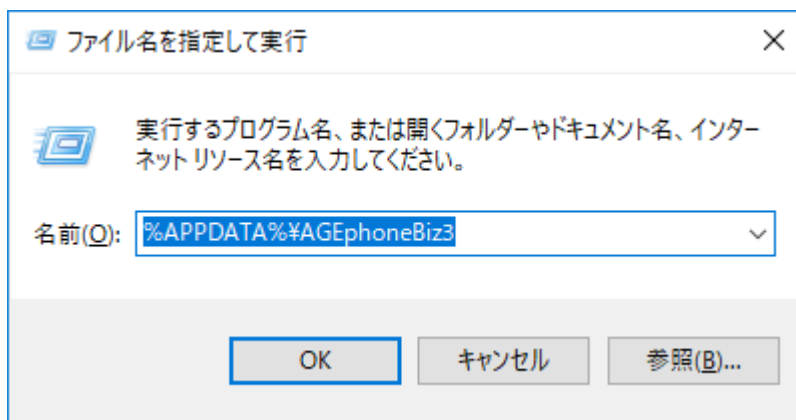 ファイル名を指定して実行
実行するプログラム名、または開くフォルダーやドキュメント名、インター
ネット リソース名を入力してください。
名前(O): %APPDATA%¥AGEphoneBiz3
OK キャンセル 参照(B)...